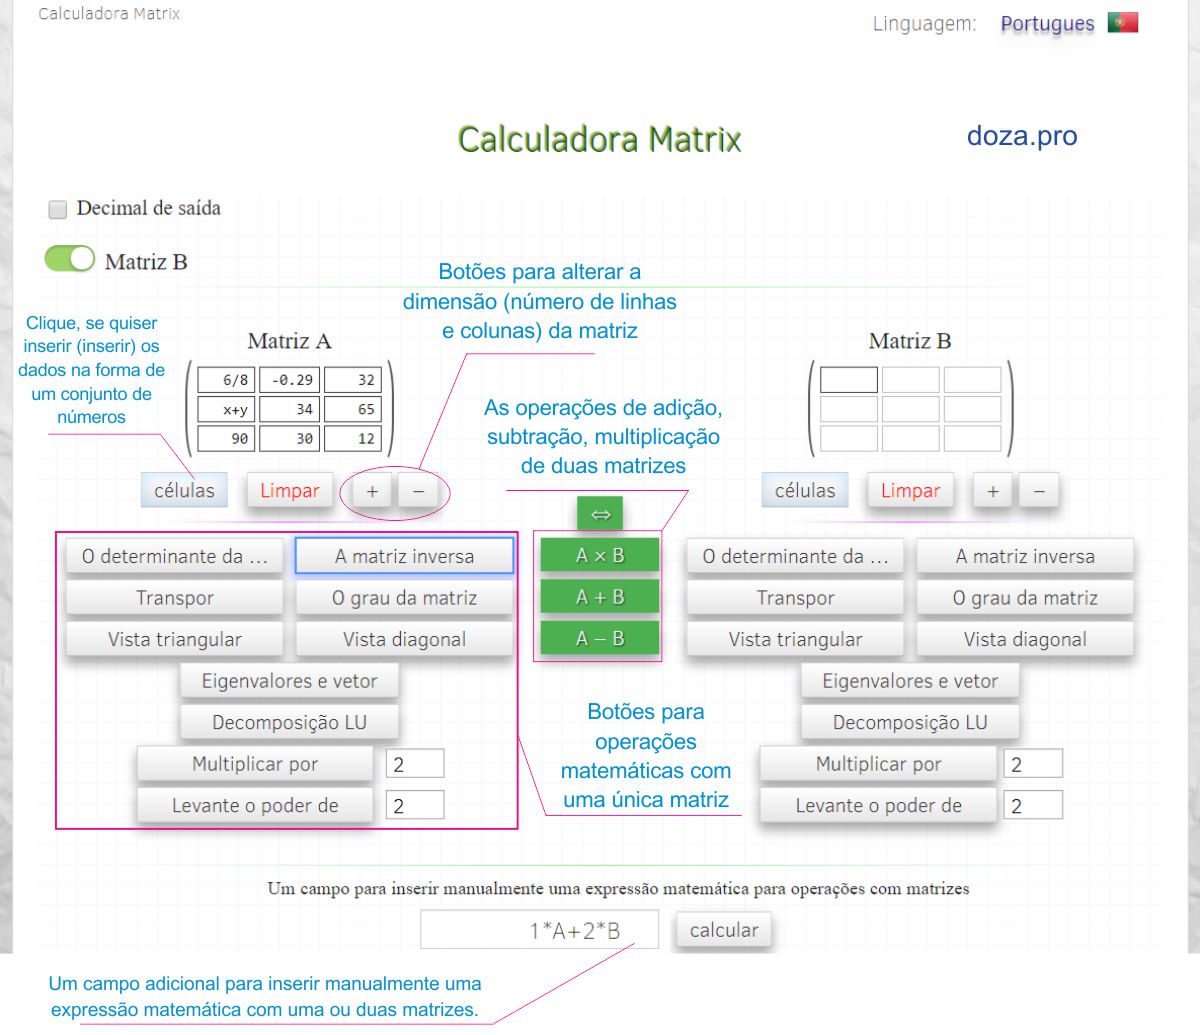 Calculadora Matrix
Linguagem: Portugues
Calculadora Matrix
doza.pro
Decimal de saída
Matriz B
Botões para alterar a
dimensão (número de linhas
e colunas) da matriz
Clique, se quiser
inserir (inserir) os
dados na forma de
um conjunto de
números
Matriz A
6/8 -0.29 32
x+y 34 65
90 30 12
células Limpar + −
As operações de adição,
subtração, multiplicação
de duas matrizes
Matriz B
células Limpar + −
O determinante da ... A matriz inversa
Transpor O grau da matriz
Vista triangular Vista diagonal
Eigenvalores e vetor
Decomposição LU
Multiplicar por 2
Levante o poder de 2
⇔
A × B
A + B
A − B
Botões para
operações
matemáticas com
uma única matriz
O determinante da ... A matriz inversa
Transpor O grau da matriz
Vista triangular Vista diagonal
Eigenvalores e vetor
Decomposição LU
Multiplicar por 2
Levante o poder de 2
Um campo para inserir manualmente uma expressão matemática para operações com matrizes
1*A+2*B calcular
Um campo adicional para inserir manualmente uma
expressão matemática com uma ou duas matrizes.